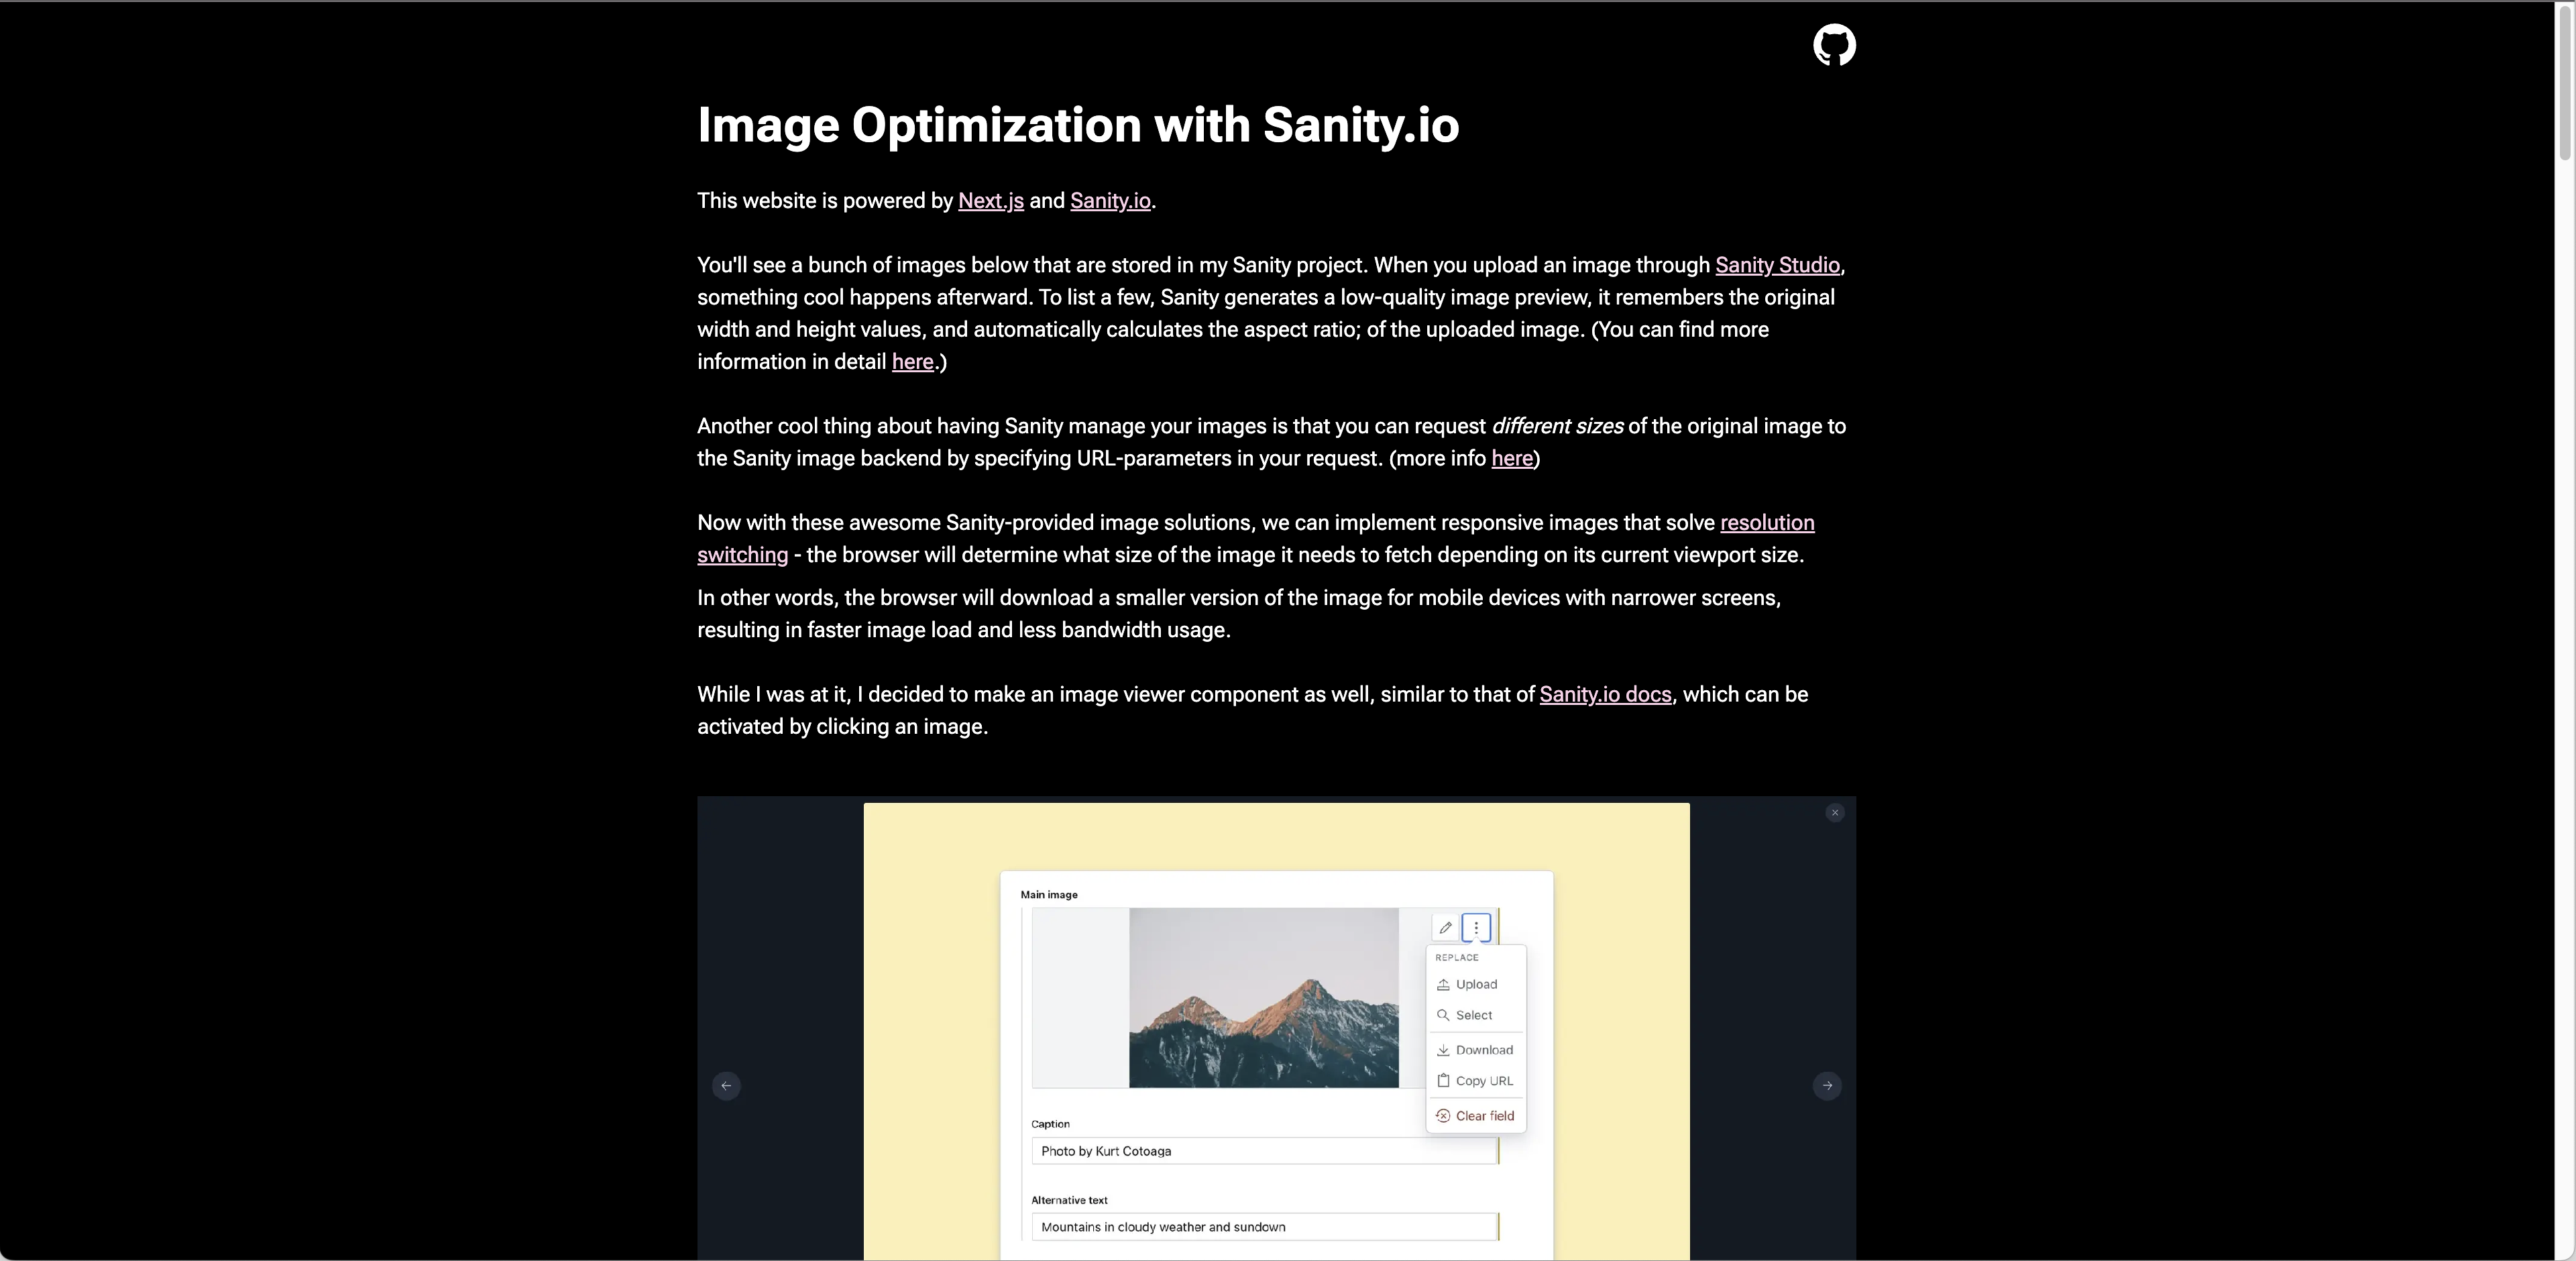 Image Optimization with Sanity.io
This website is powered by Next.js and Sanity.io.
You'll see a bunch of images below that are stored in my Sanity project. When you upload an image through Sanity Studio,
something cool happens afterward. To list a few, Sanity generates a low-quality image preview, it remembers the original
width and height values, and automatically calculates the aspect ratio; of the uploaded image. (You can find more
information in detail here.)
Another cool thing about having Sanity manage your images is that you can request different sizes of the original image to
the Sanity image backend by specifying URL-parameters in your request. (more info here)
Now with these awesome Sanity-provided image solutions, we can implement responsive images that solve resolution
switching - the browser will determine what size of the image it needs to fetch depending on its current viewport size.
In other words, the browser will download a smaller version of the image for mobile devices with narrower screens,
resulting in faster image load and less bandwidth usage.
While I was at it, I decided to make an image viewer component as well, similar to that of Sanity.io docs, which can be
activated by clicking an image.
Main image
REPLACE
Upload
Select
Download
Copy URL
Clear field
Caption
Photo by Kurt Cotoaga
Alternative text
Mountains in cloudy weather and sundown